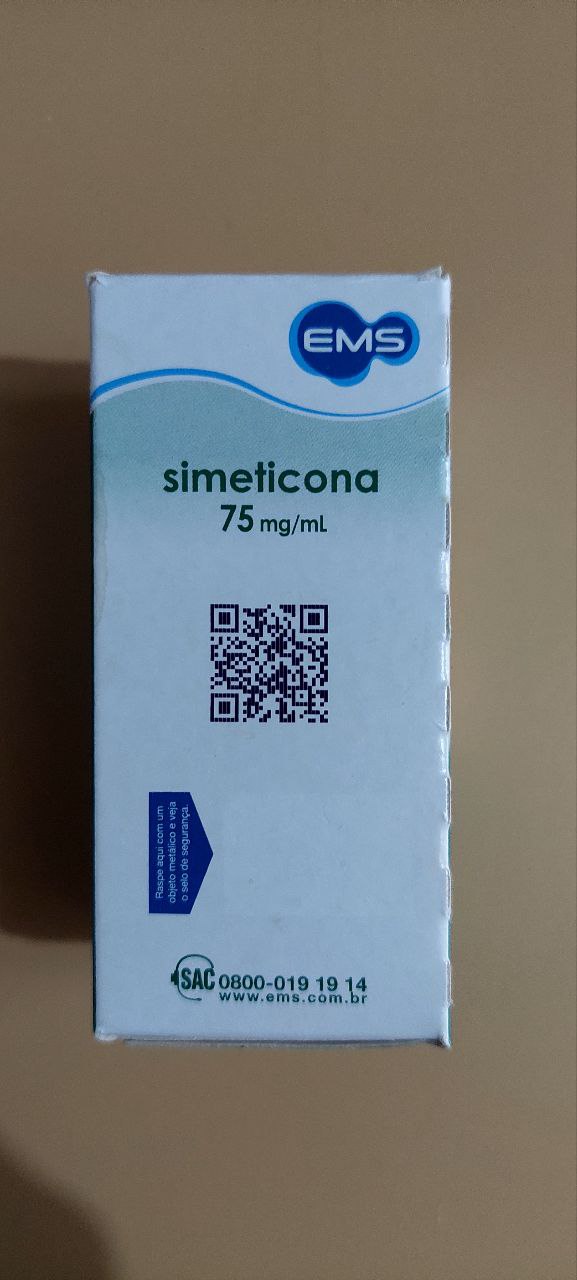 EMS
simeticona
75 mg/mL
Raspe aqui com um
objeto metálico e veja
o selo de segurança.
SAC 0800-019 19 14
www.ems.com.br